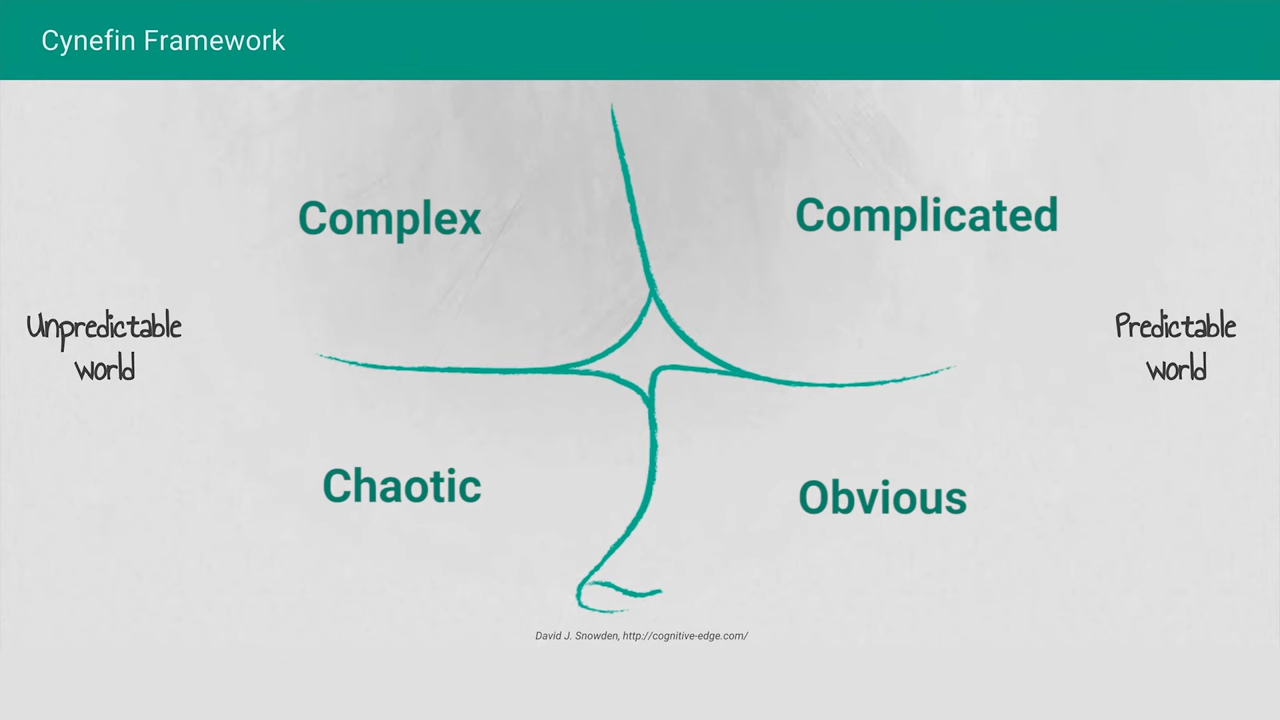 Cynefin Framework
Complex
Complicated
Unpredictable
world
Predictable
world
Chaotic
Obvious
David J. Snowden, http://cognitive-edge.com/